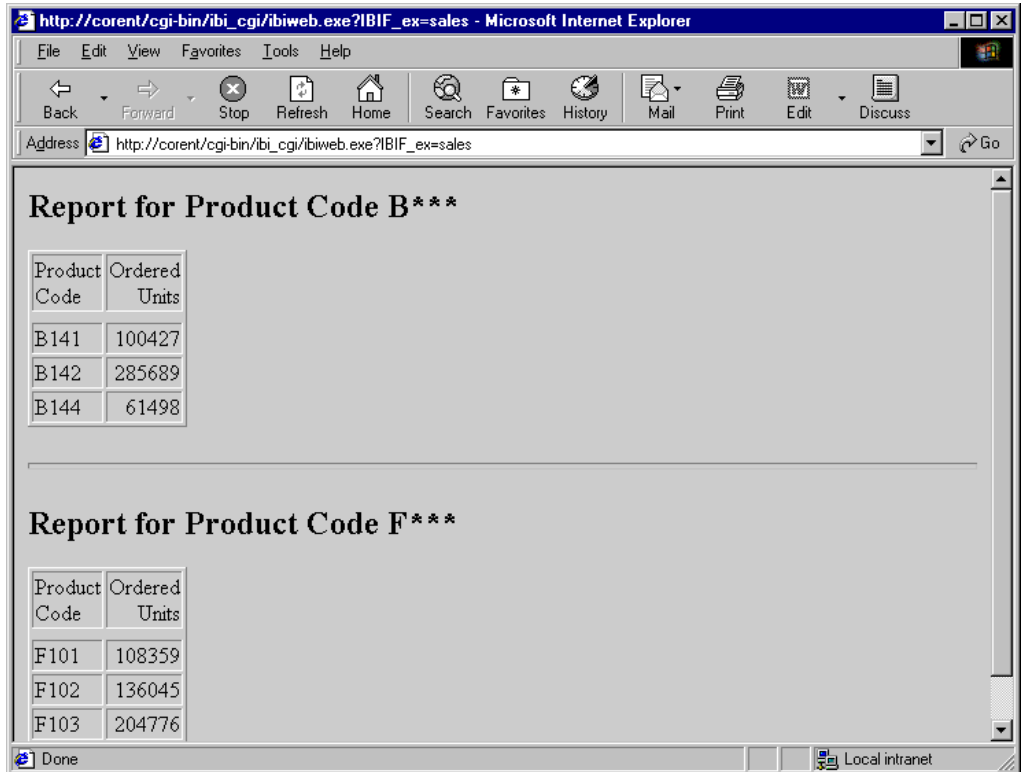 http://corent/cgi-bin/ibi_cgi/ibiweb.exe?IBIF_ex=sales - Microsoft Internet Explorer
File Edit View Favorites Tools Help
Back Forward Stop Refresh Home Search Favorites History Mail Print Edit Discuss
Address http://corent/cgi-bin/ibi_cgi/ibiweb.exe?IBIF_ex=sales Go
Report for Product Code B***
Product Ordered
Code Units
B141 100427
B142 285689
B144 61498
Report for Product Code F***
Product Ordered
Code Units
F101 108359
F102 136045
F103 204776
Done Local intranet